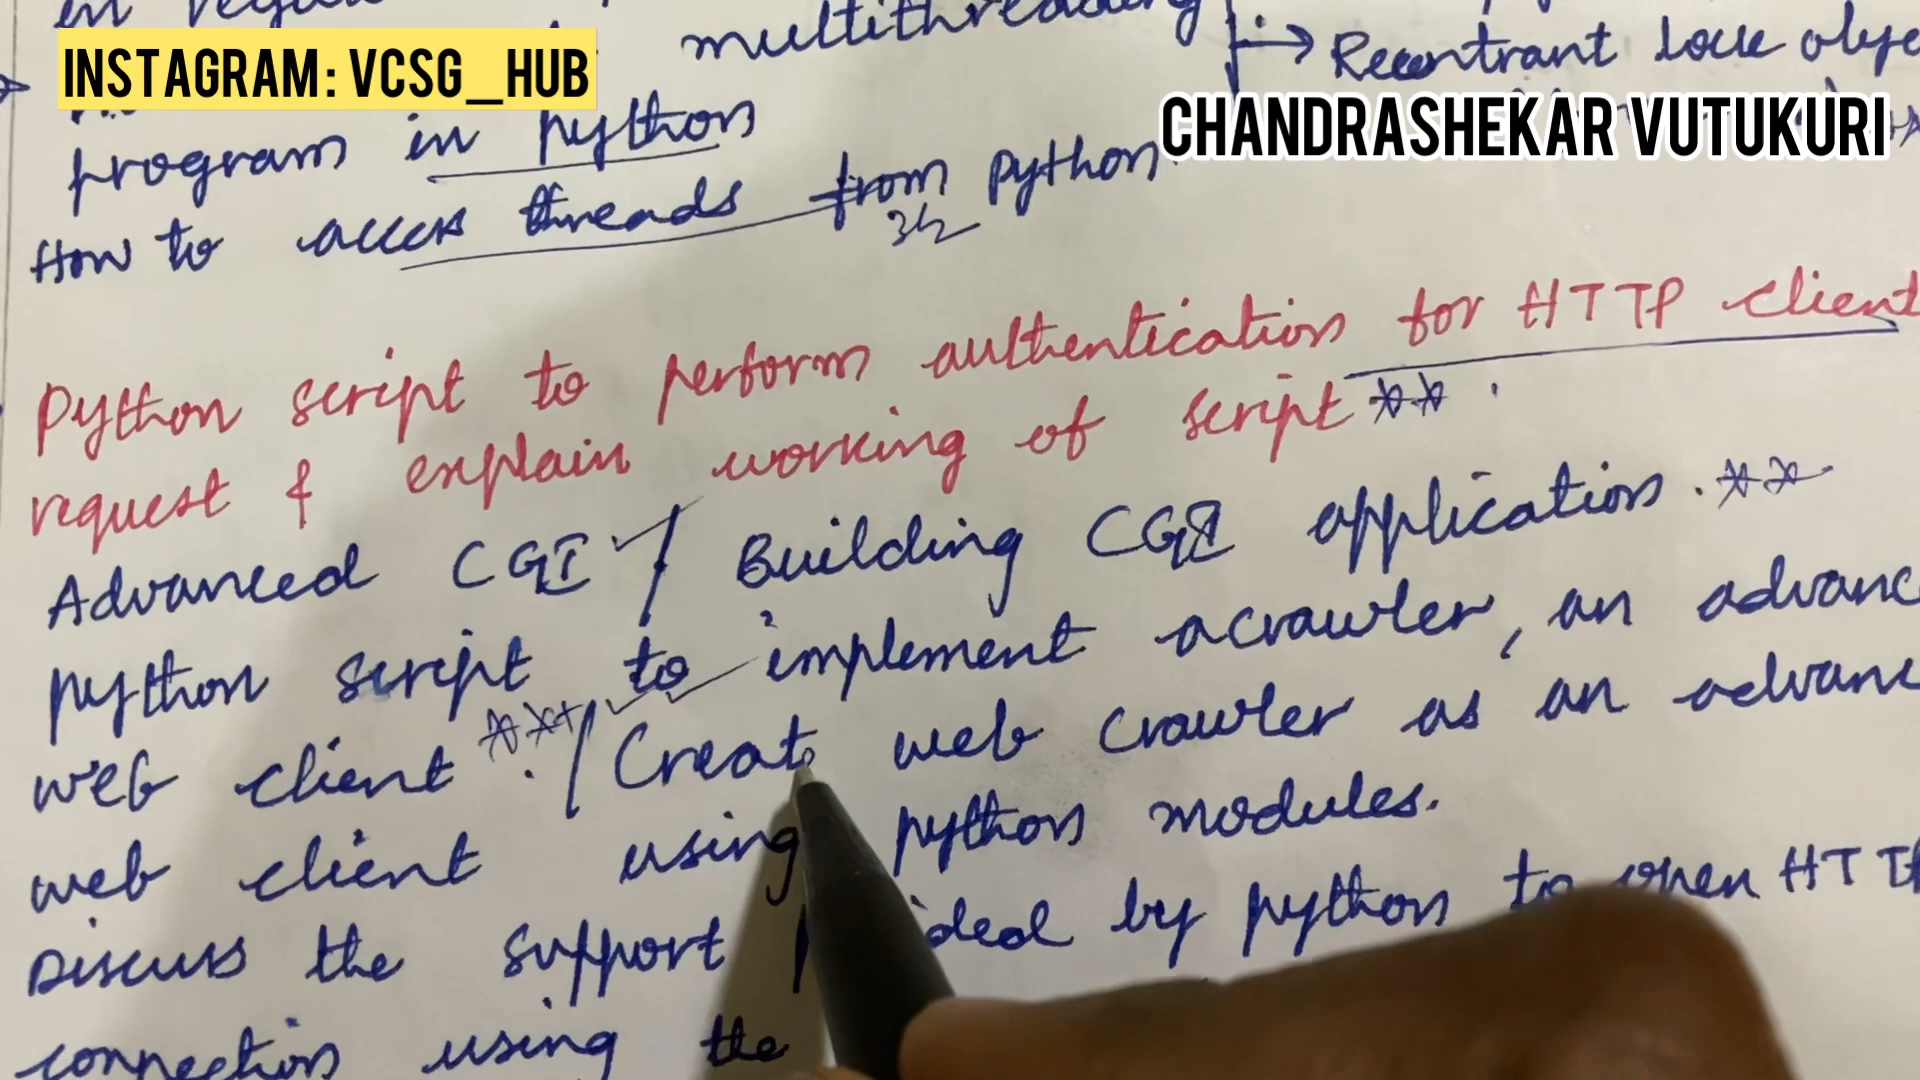 in
multithreading
→ Reentrant lock obje
INSTAGRAM: VCSG_HUB
CHANDRASHEKAR VUTUKURI
program in python
How to access threads from python.
Python script to perform authentication for HTTP client
request & explain working of script ** .
Advanced CGI / Building CGI application. **
python script to implement a crawler, an advanc
web client *** . / Creat web crawler as an advanc
web client using python modules.
Discuss the support p ided by python to open HTTP
connection using the